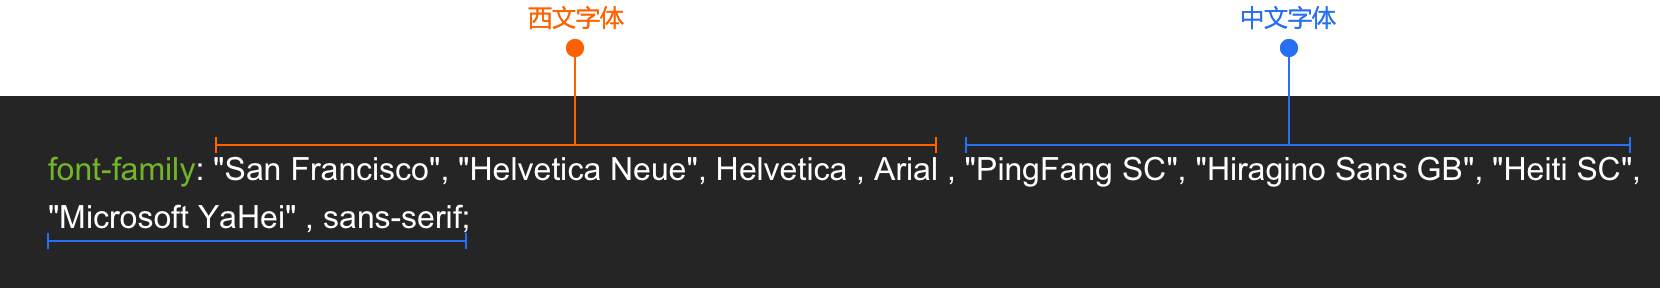 西文字体
中文字体
font-family: "San Francisco", "Helvetica Neue", Helvetica , Arial , "PingFang SC", "Hiragino Sans GB", "Heiti SC",
"Microsoft YaHei" , sans-serif;